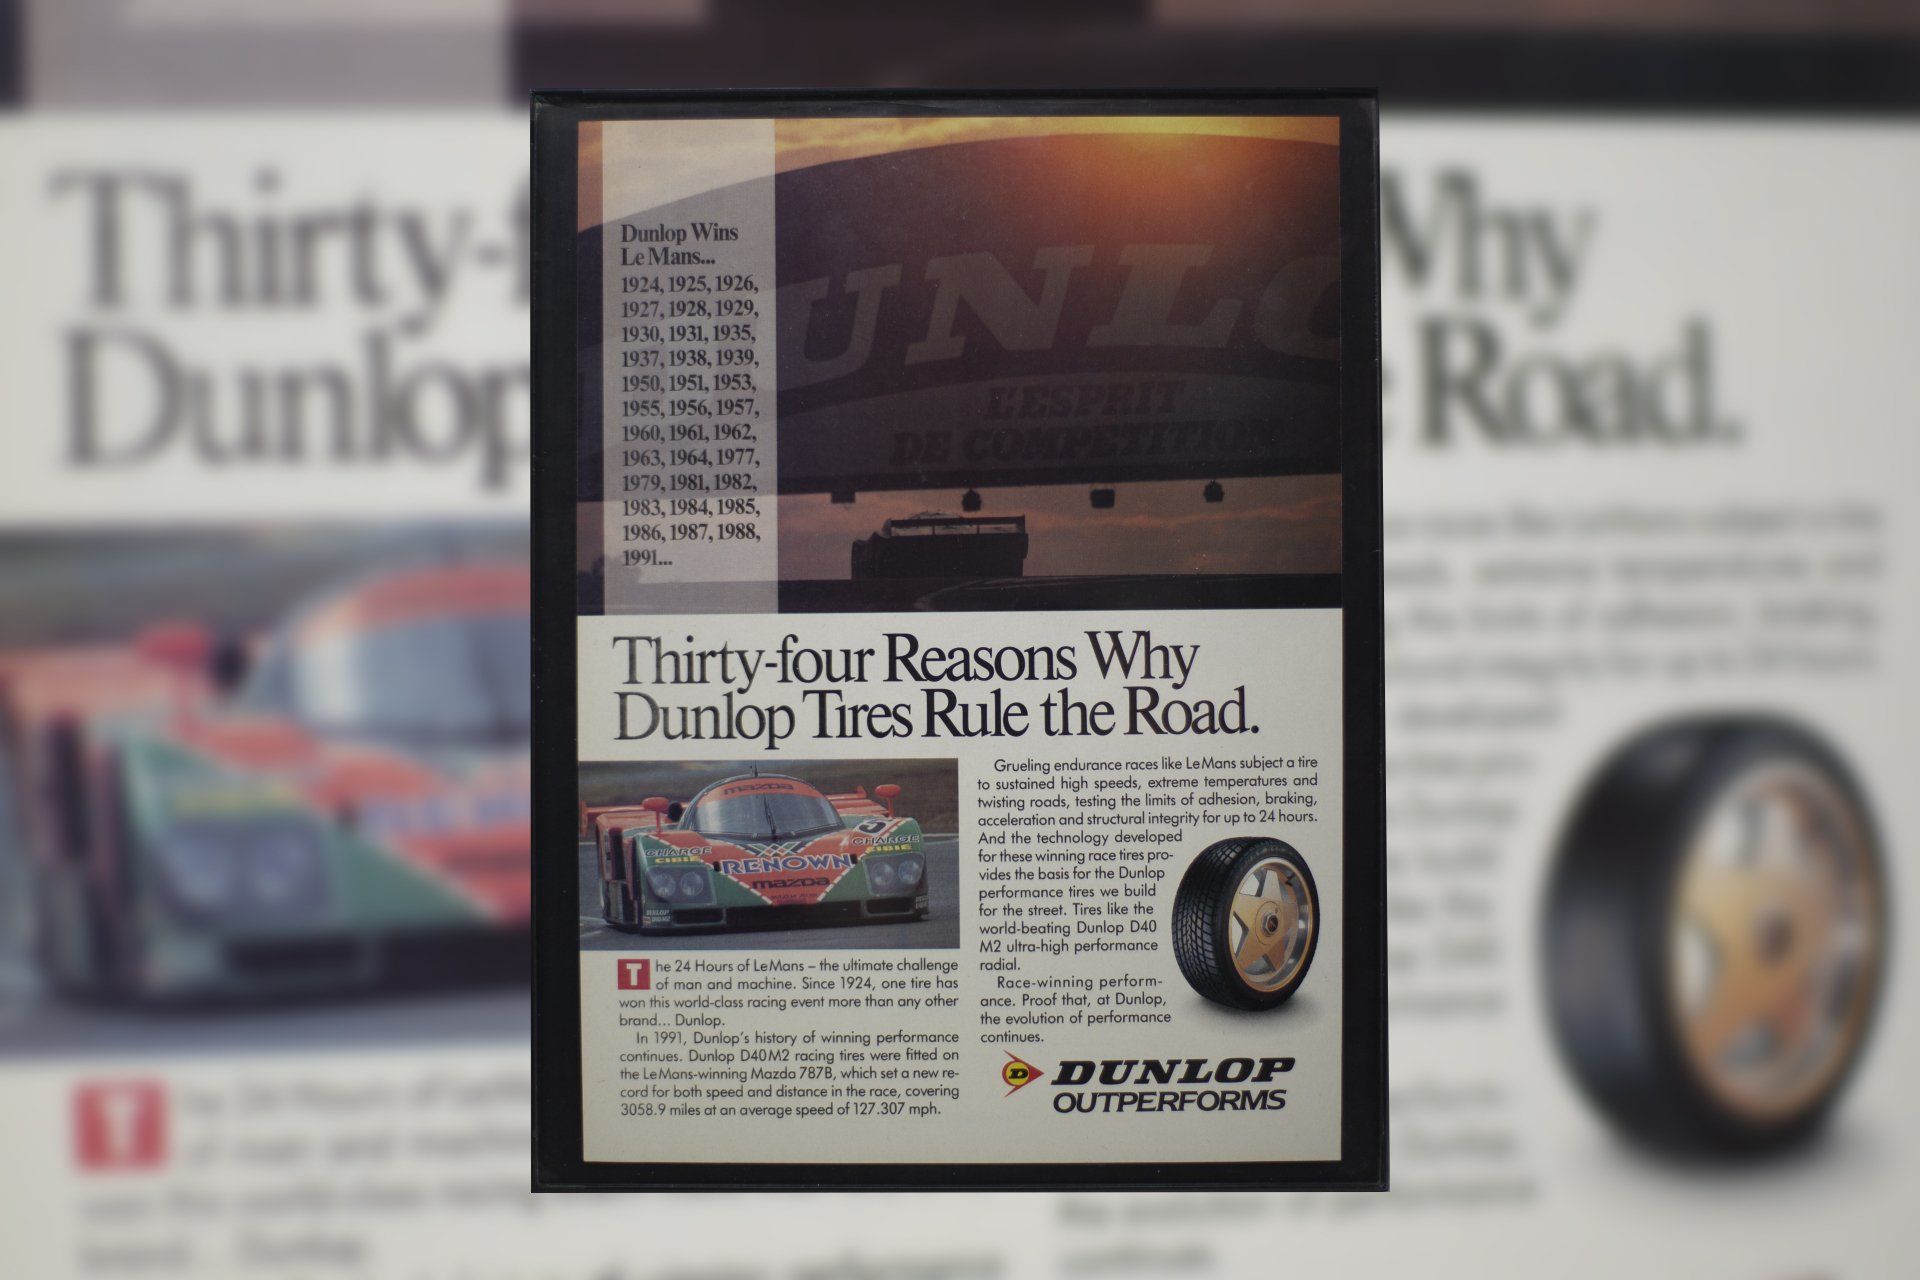 Dunlop Wins
Le Mans...
1924, 1925, 1926,
1927, 1928, 1929,
1930, 1931, 1935,
1937, 1938, 1939,
1950, 1951, 1953,
1955, 1956, 1957,
1960, 1961, 1962,
1963, 1964, 1977,
1979, 1981, 1982,
1983, 1984, 1985,
1986, 1987, 1988,
1991...
UNLO
L'ESPRIT
DE COMPETITION
Thirty-four Reasons Why
Dunlop Tires Rule the Road.
mazda
5
CHARGE
CIBIE
CHARGE
CIBIE
RENOWN
mazda
DUNLOP
The 24 Hours of LeMans – the ultimate challenge
of man and machine. Since 1924, one tire has
won this world-class racing event more than any other
brand... Dunlop.
In 1991, Dunlop's history of winning performance
continues. Dunlop D40M2 racing tires were fitted on
the LeMans-winning Mazda 787B, which set a new re-
cord for both speed and distance in the race, covering
3058.9 miles at an average speed of 127.307 mph.
Grueling endurance races like LeMans subject a tire
to sustained high speeds, extreme temperatures and
twisting roads, testing the limits of adhesion, braking,
acceleration and structural integrity for up to 24 hours.
And the technology developed
for these winning race tires pro-
vides the basis for the Dunlop
performance tires we build
for the street. Tires like the
world-beating Dunlop D40
M2 ultra-high performance
radial.
Race-winning perform-
ance. Proof that, at Dunlop,
the evolution of performance
continues.
D DUNLOP
OUTPERFORMS